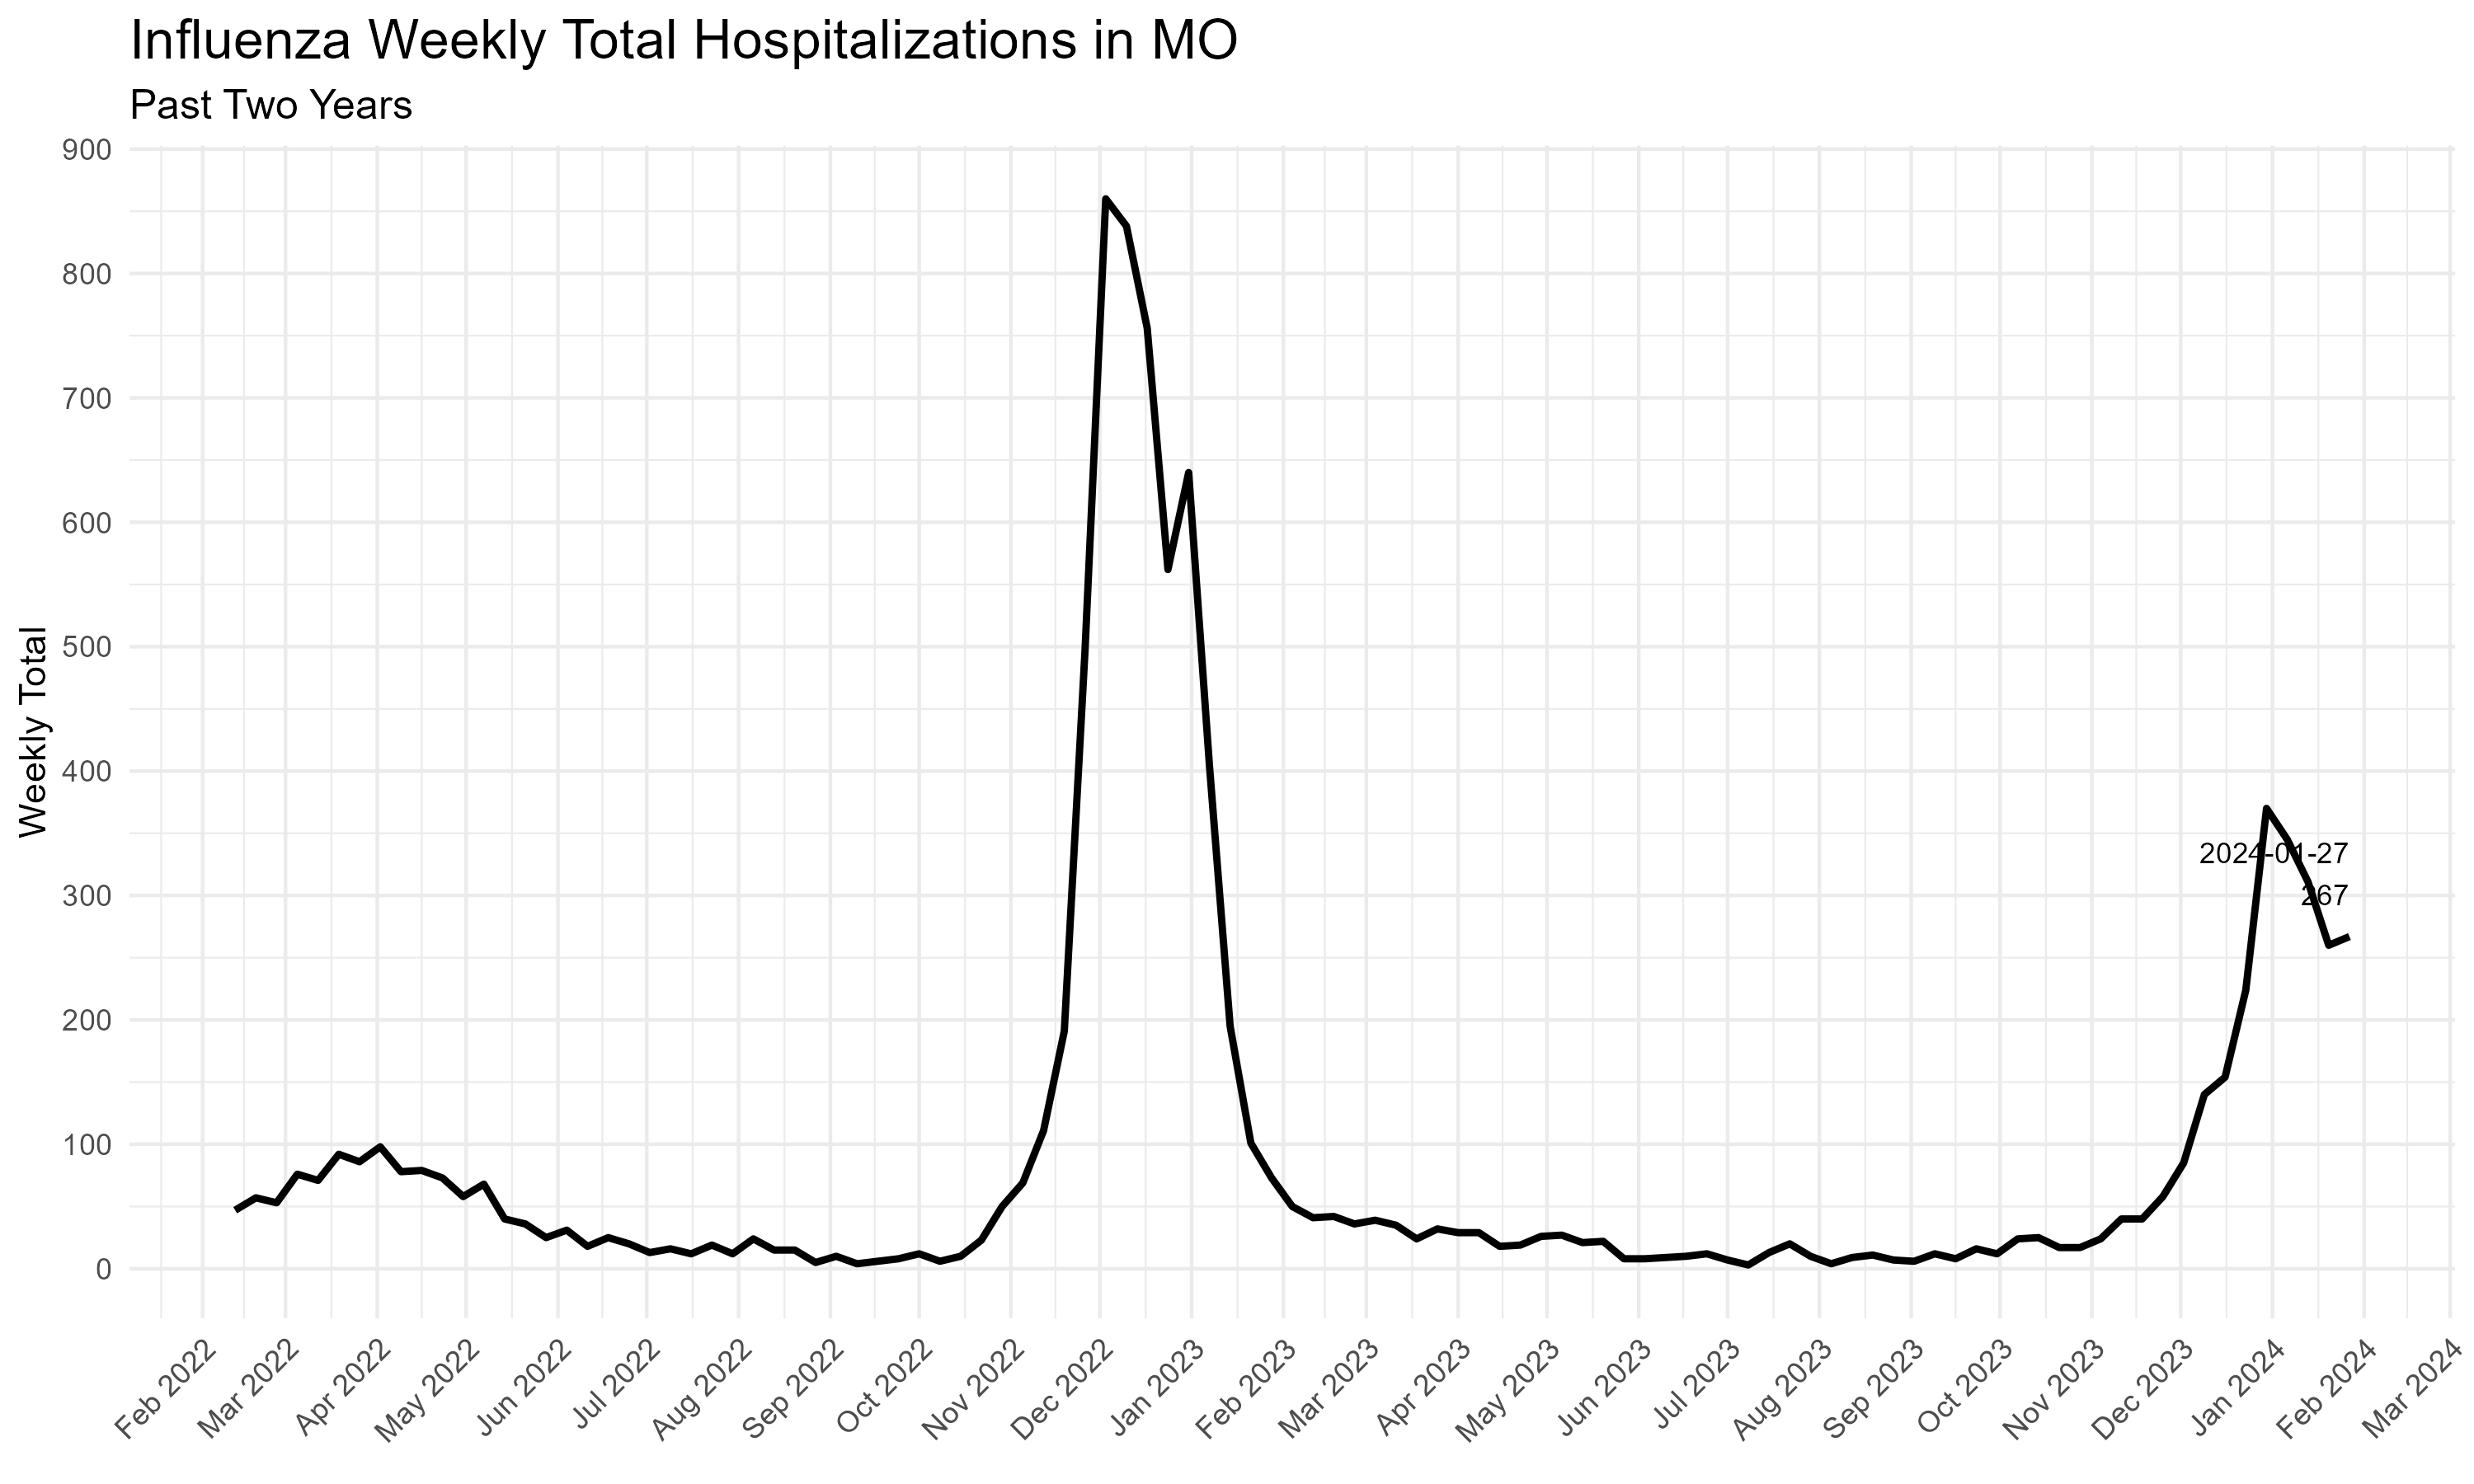 Influenza Weekly Total Hospitalizations in MO
Past Two Years
Weekly Total
900
800
700
600
500
400
300
200
100
0
2024-01-27
267
Feb 2022
Mar 2022
Apr 2022
May 2022
Jun 2022
Jul 2022
Aug 2022
Sep 2022
Oct 2022
Nov 2022
Dec 2022
Jan 2023
Feb 2023
Mar 2023
Apr 2023
May 2023
Jun 2023
Jul 2023
Aug 2023
Sep 2023
Oct 2023
Nov 2023
Dec 2023
Jan 2024
Feb 2024
Mar 2024